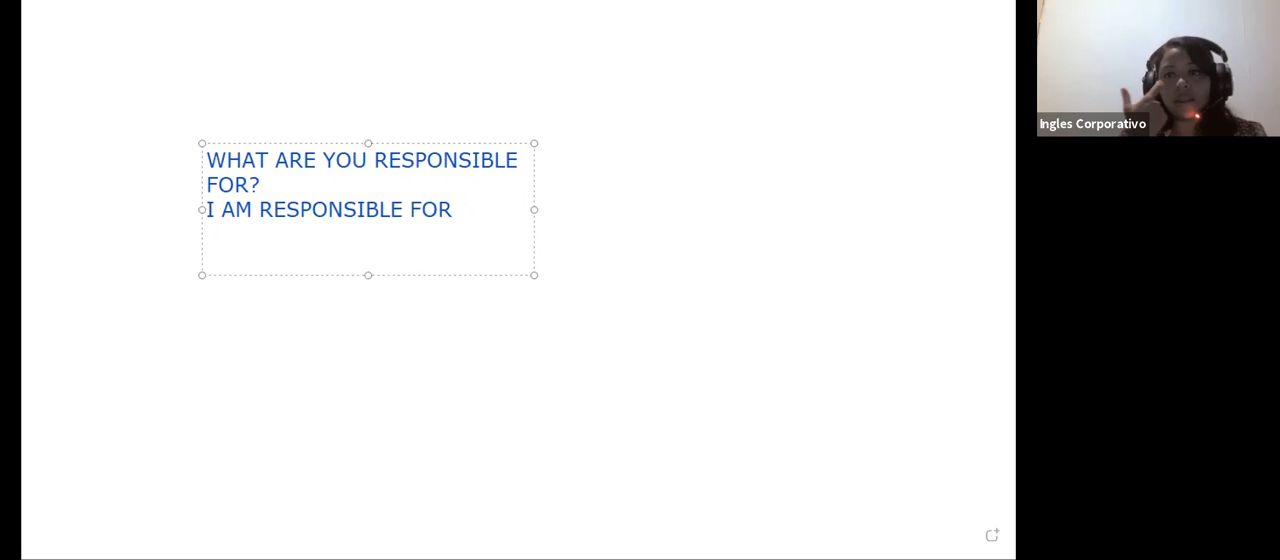 WHAT ARE YOU RESPONSIBLE
FOR?
I AM RESPONSIBLE FOR
Ingles Corporativo